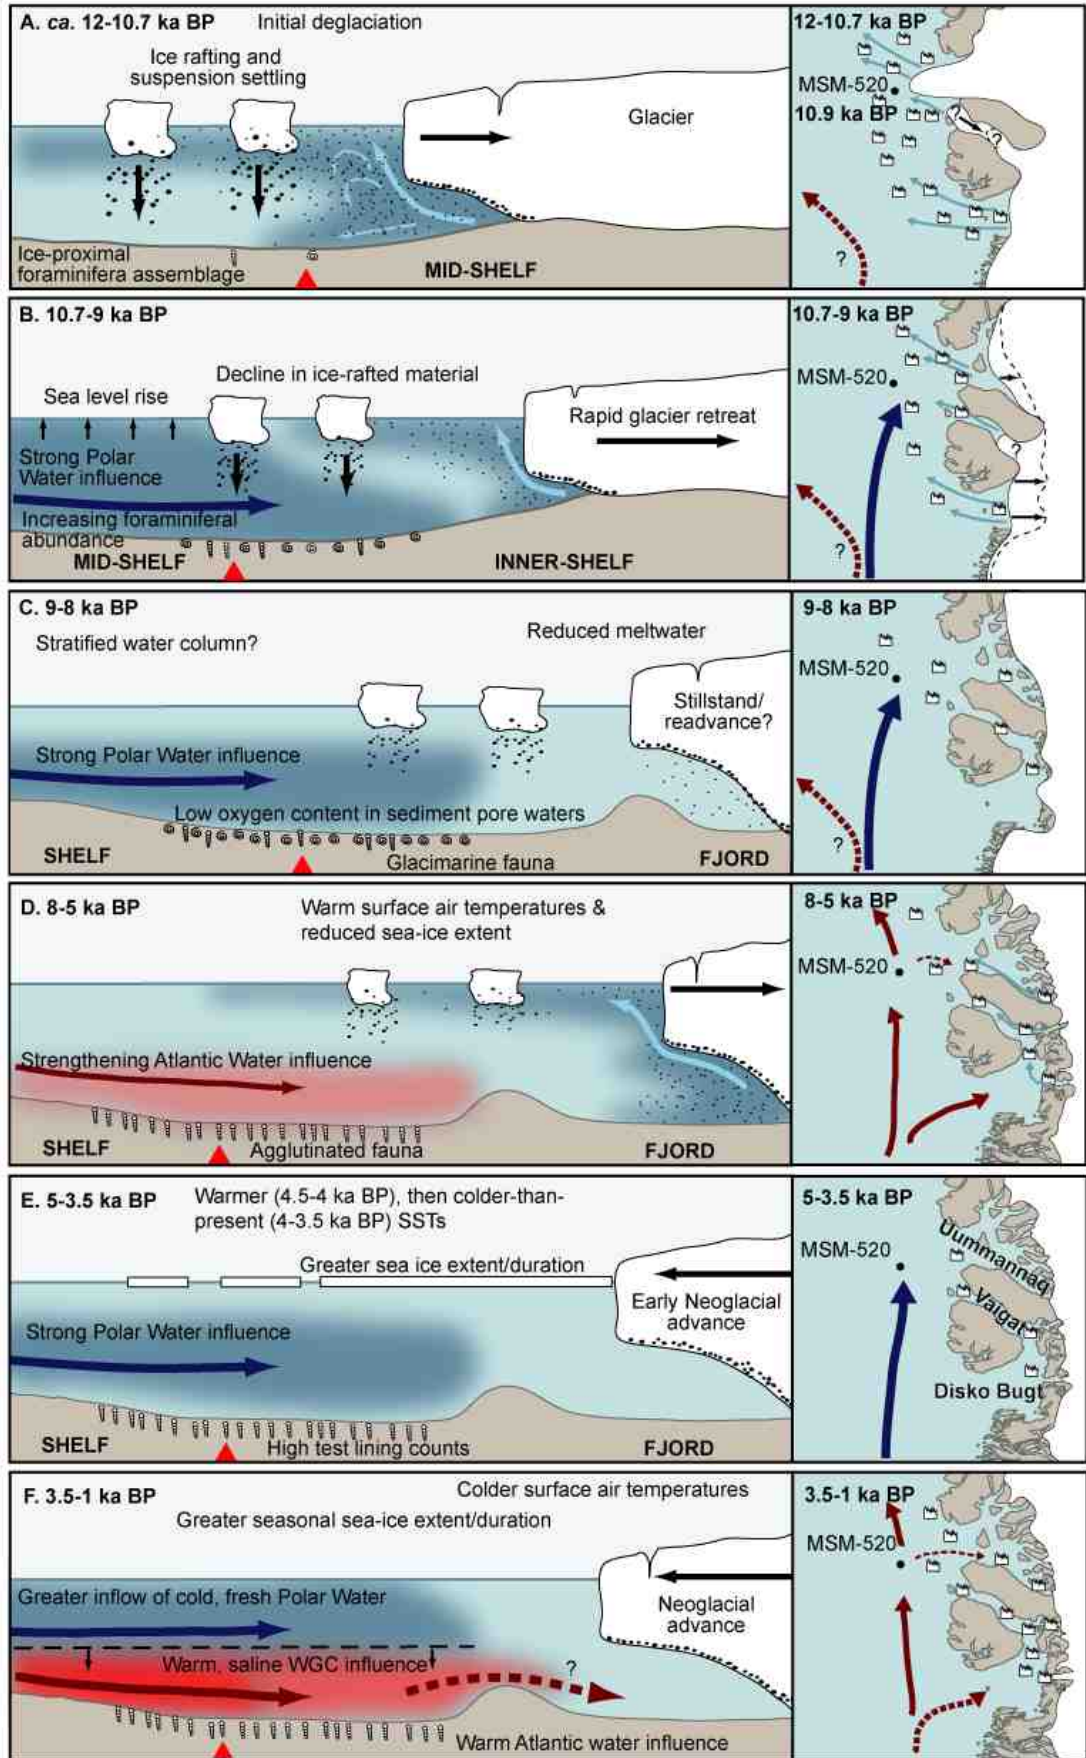 A. ca. 12-10.7 ka BP
Initial deglaciation
Ice rafting and
suspension settling
Glacier
Ice-proximal
foraminifera assemblage
MID-SHELF
12-10.7 ka BP
MSM-520
10.9 ka BP
?
?
?
B. 10.7-9 ka BP
Decline in ice-rafted material
Sea level rise
Rapid glacier retreat
Strong Polar
Water influence
Increasing foraminiferal
abundance
MID-SHELF
INNER-SHELF
10.7-9 ka BP
MSM-520
?
?
C. 9-8 ka BP
Stratified water column?
Reduced meltwater
Stillstand/
readvance?
Strong Polar Water influence
Low oxygen content in sediment pore waters
SHELF
Glacimarine fauna
FJORD
9-8 ka BP
MSM-520
?
D. 8-5 ka BP
Warm surface air temperatures &
reduced sea-ice extent
Strengthening Atlantic Water influence
SHELF
Agglutinated fauna
FJORD
8-5 ka BP
MSM-520
E. 5-3.5 ka BP
Warmer (4.5-4 ka BP), then colder-than-
present (4-3.5 ka BP) SSTs
Greater sea ice extent/duration
Early Neoglacial
advance
Strong Polar Water influence
SHELF
High test lining counts
FJORD
5-3.5 ka BP
MSM-520
Uummannaq
Vaigat
Disko Bugt
F. 3.5-1 ka BP
Colder surface air temperatures
Greater seasonal sea-ice extent/duration
Greater inflow of cold, fresh Polar Water
Neoglacial
advance
Warm, saline WGC influence
?
Warm Atlantic water influence
3.5-1 ka BP
MSM-520